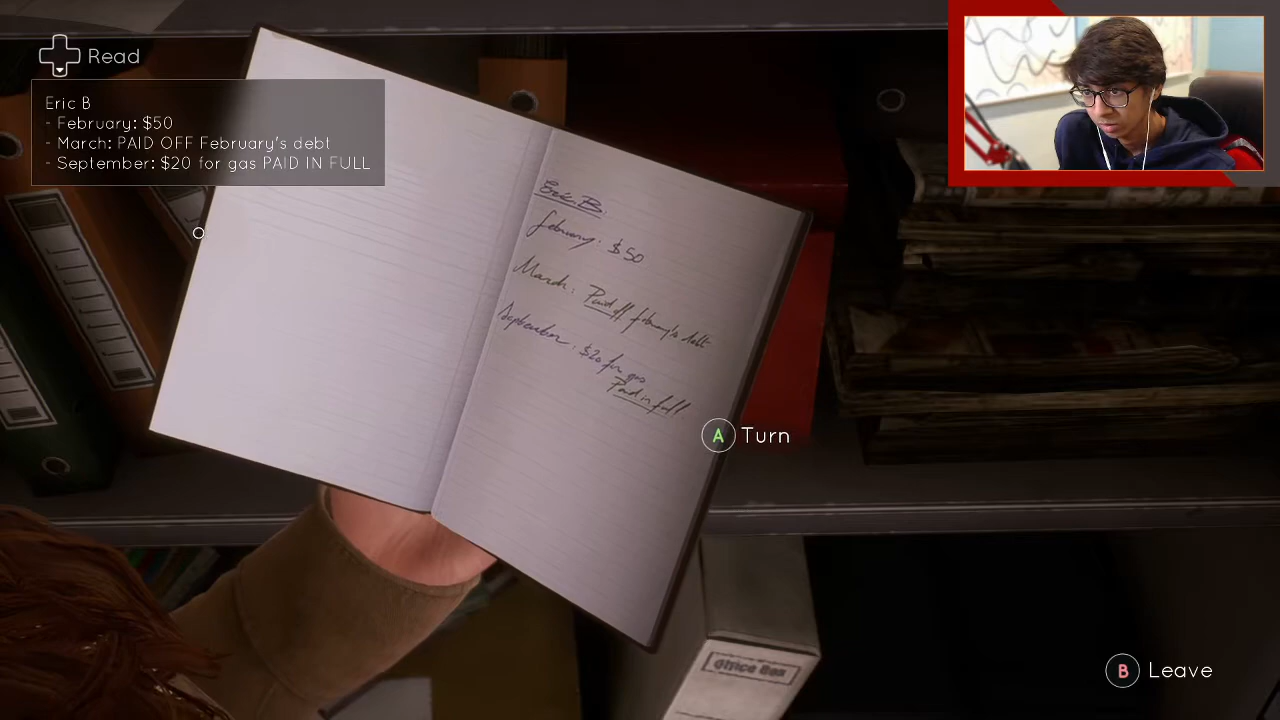 Read
Eric B
- February: $50
- March: PAID OFF February's debt
- September: $20 for gas PAID IN FULL
Eric B.
February: $50
March: Paid off february's debt
September: $20 for gas
Paid in full
A Turn
Office Box
B Leave